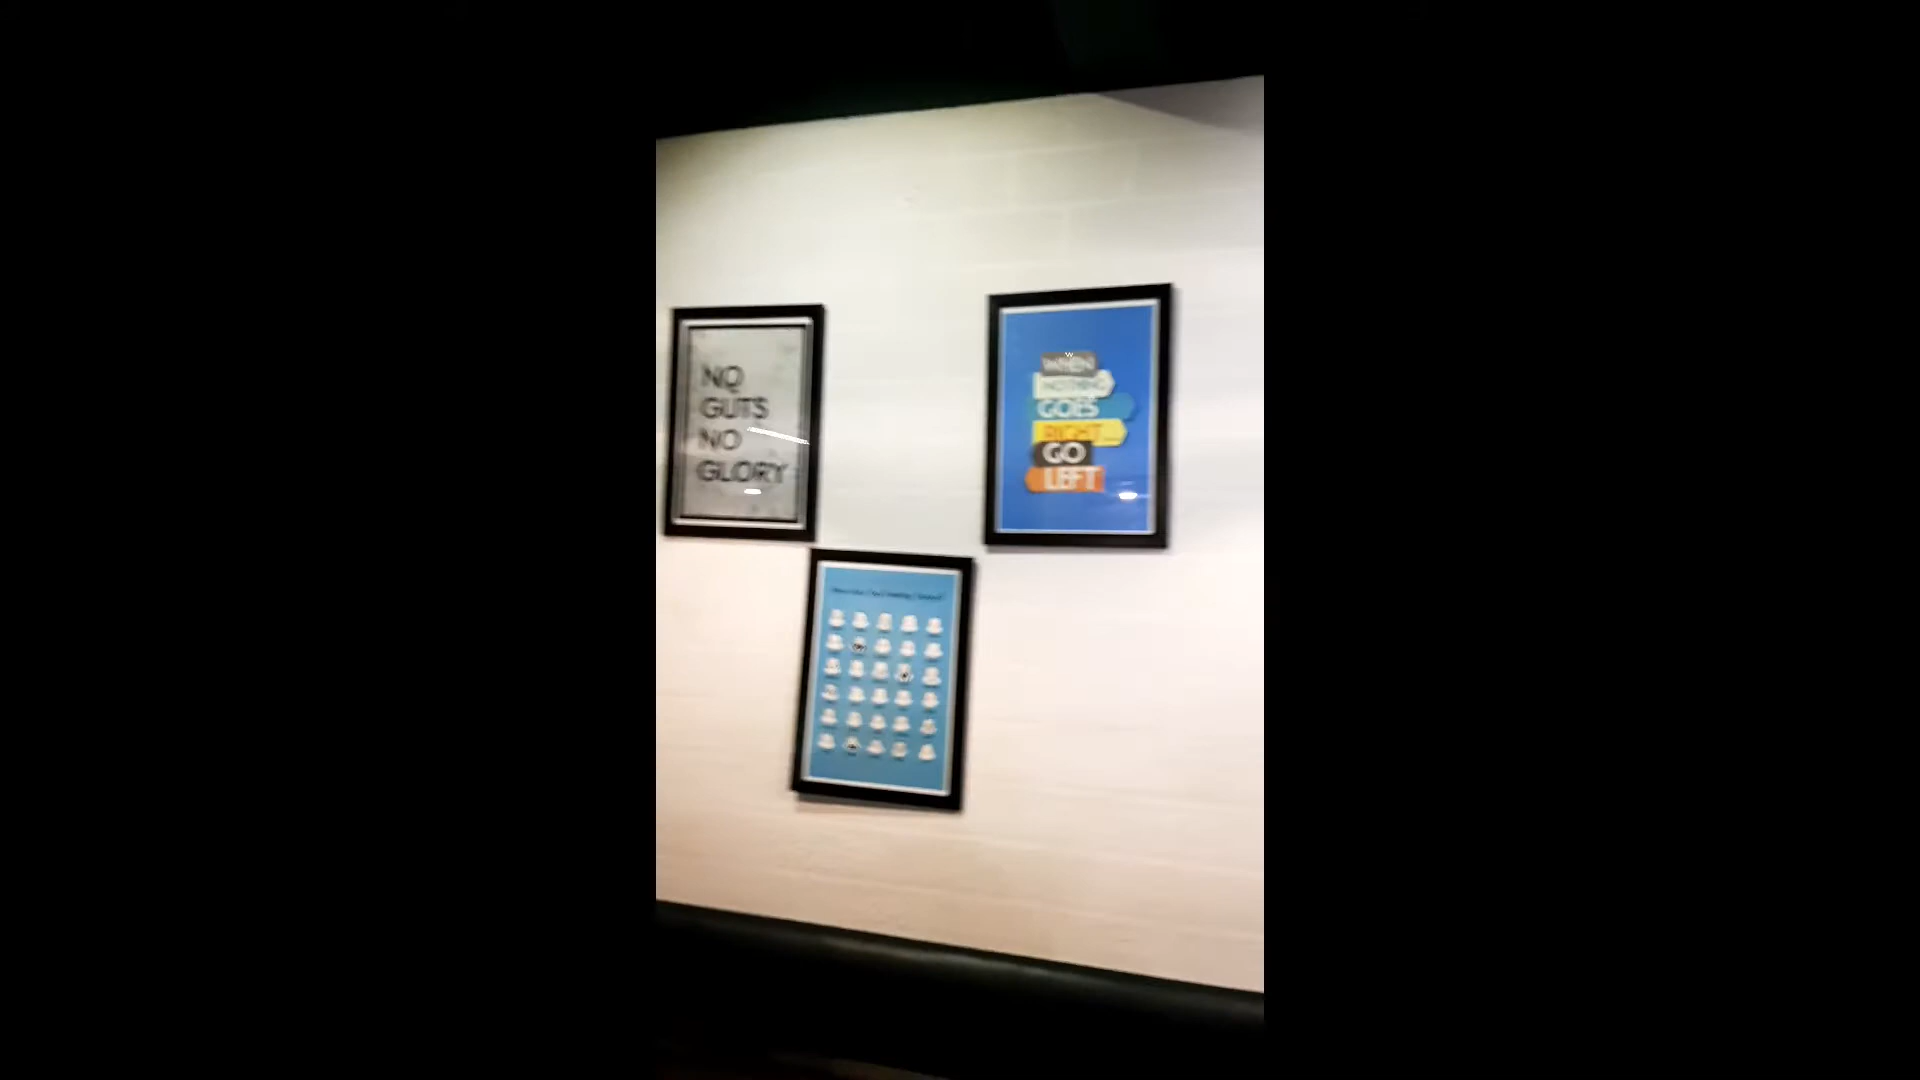 NO
GUTS
NO
GLORY
WHEN
NOTHING
GOES
RIGHT...
GO
LEFT